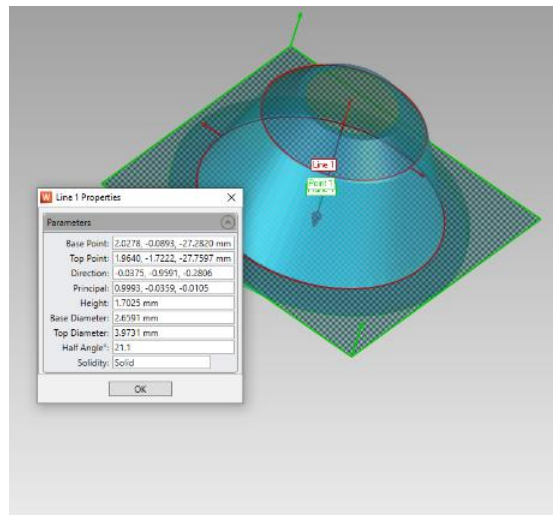 Line 1
Point 1
W Line 1 Properties
Parameters
Base Point: 2.0278, -0.0893, -27.2820 mm
Top Point: 1.9640, -1.7222, -27.7597 mm
Direction: -0.0375, -0.9591, -0.2806
Principal: 0.9993, -0.0359, -0.0105
Height: 1.7025 mm
Base Diameter: 2.6591 mm
Top Diameter: 3.9731 mm
Half Angle°: 21.1
Solidity: Solid
OK